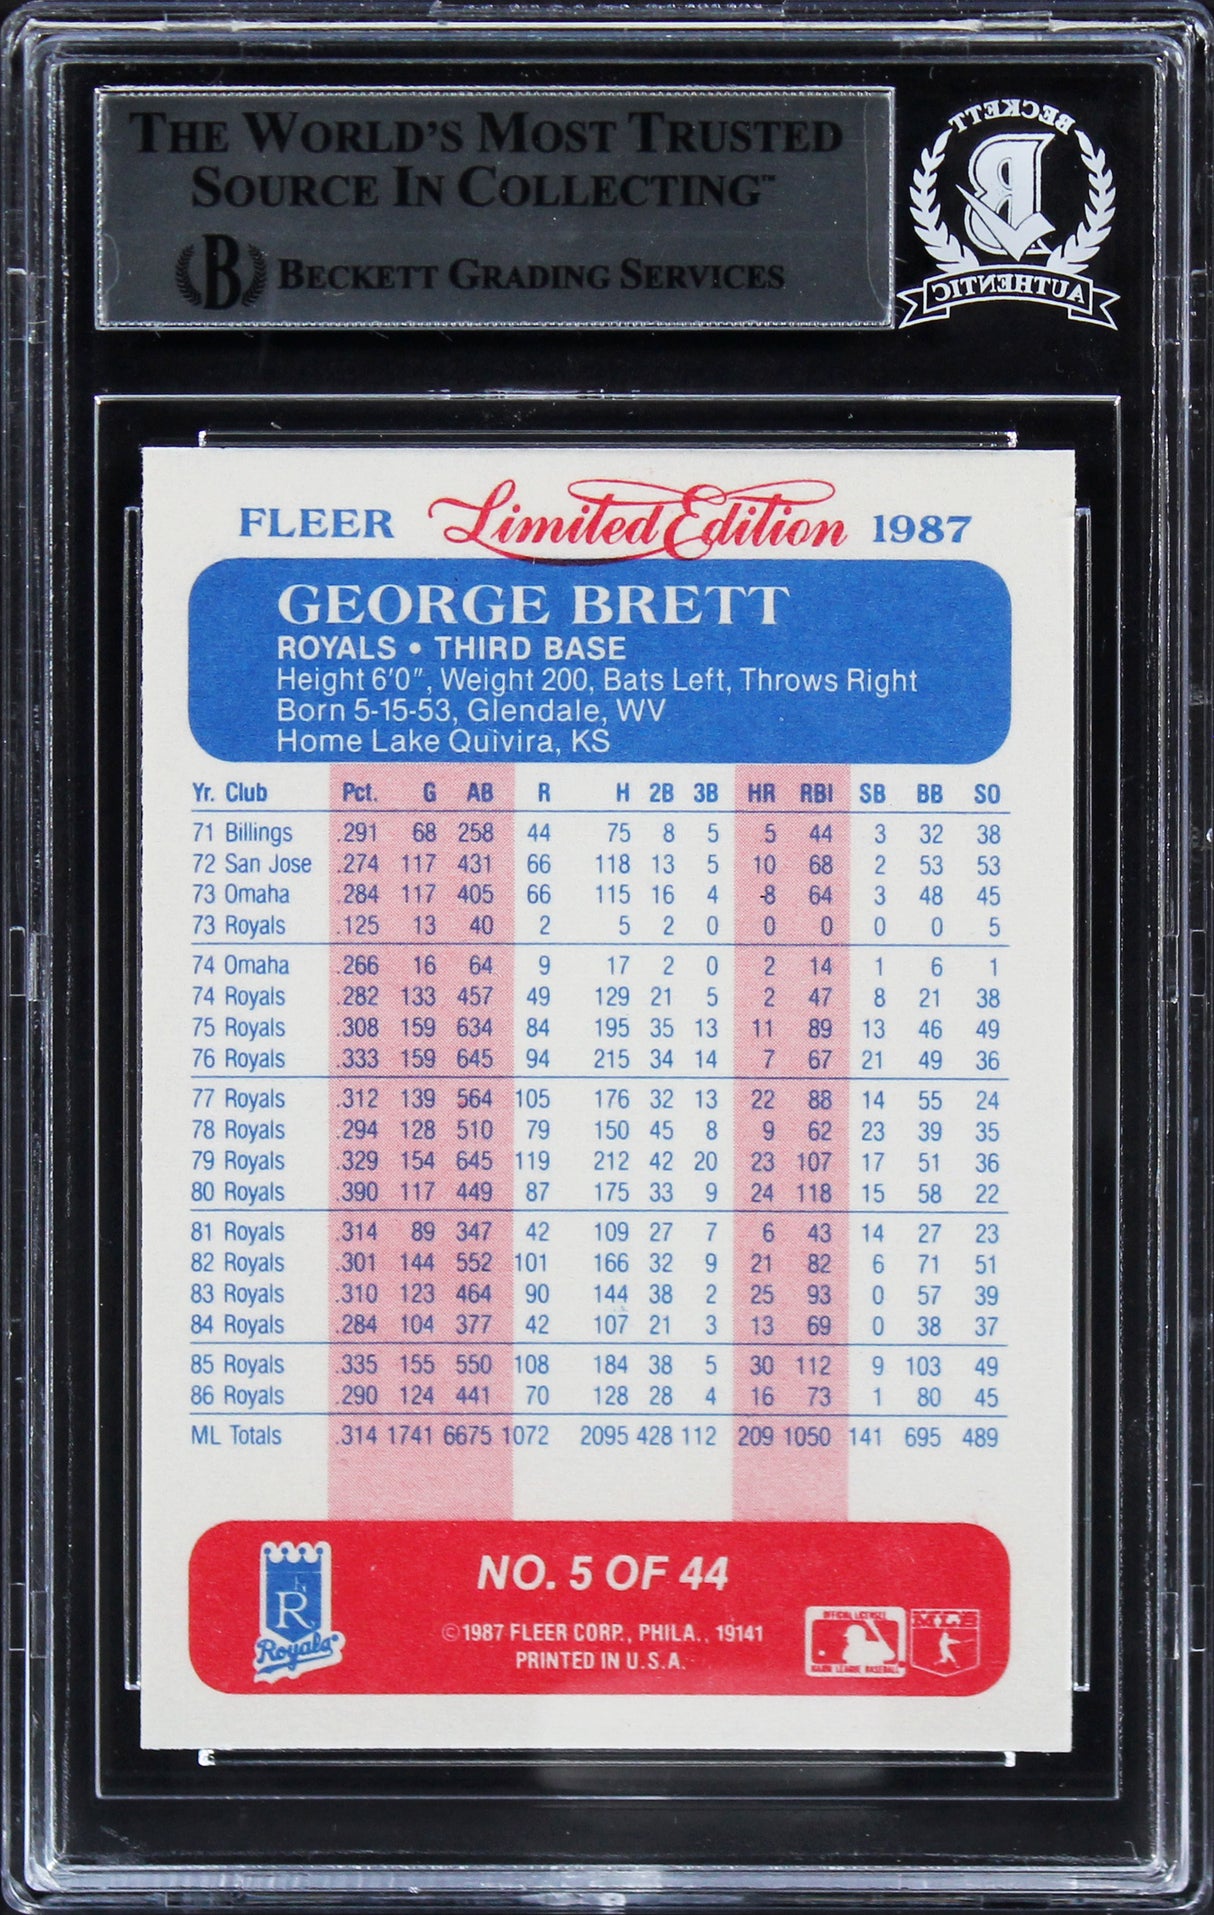 THE WORLD'S MOST TRUSTED
SOURCE IN COLLECTING™
B BECKETT GRADING SERVICES
BECKETT
B
AUTHENTIC
FLEER Limited Edition 1987
GEORGE BRETT
ROYALS • THIRD BASE
Height 6'0", Weight 200, Bats Left, Throws Right
Born 5-15-53, Glendale, WV
Home Lake Quivira, KS
Yr. Club Pct. G AB R H 2B 3B HR RBI SB BB SO
71 Billings .291 68 258 44 75 8 5 5 44 3 32 38
72 San Jose .274 117 431 66 118 13 5 10 68 2 53 53
73 Omaha .284 117 405 66 115 16 4 8 64 3 48 45
73 Royals .125 13 40 2 5 2 0 0 0 0 0 5
74 Omaha .266 16 64 9 17 2 0 2 14 1 6 1
74 Royals .282 133 457 49 129 21 5 2 47 8 21 38
75 Royals .308 159 634 84 195 35 13 11 89 13 46 49
76 Royals .333 159 645 94 215 34 14 7 67 21 49 36
77 Royals .312 139 564 105 176 32 13 22 88 14 55 24
78 Royals .294 128 510 79 150 45 8 9 62 23 39 35
79 Royals .329 154 645 119 212 42 20 23 107 17 51 36
80 Royals .390 117 449 87 175 33 9 24 118 15 58 22
81 Royals .314 89 347 42 109 27 7 6 43 14 27 23
82 Royals .301 144 552 101 166 32 9 21 82 6 71 51
83 Royals .310 123 464 90 144 38 2 25 93 0 57 39
84 Royals .284 104 377 42 107 21 3 13 69 0 38 37
85 Royals .335 155 550 108 184 38 5 30 112 9 103 49
86 Royals .290 124 441 70 128 28 4 16 73 1 80 45
ML Totals .314 1741 6675 1072 2095 428 112 209 1050 141 695 489
R
Royals
NO. 5 OF 44
©1987 FLEER CORP., PHILA., 19141
PRINTED IN U.S.A.
OFFICIAL LICENSEE
MAJOR LEAGUE BASEBALL